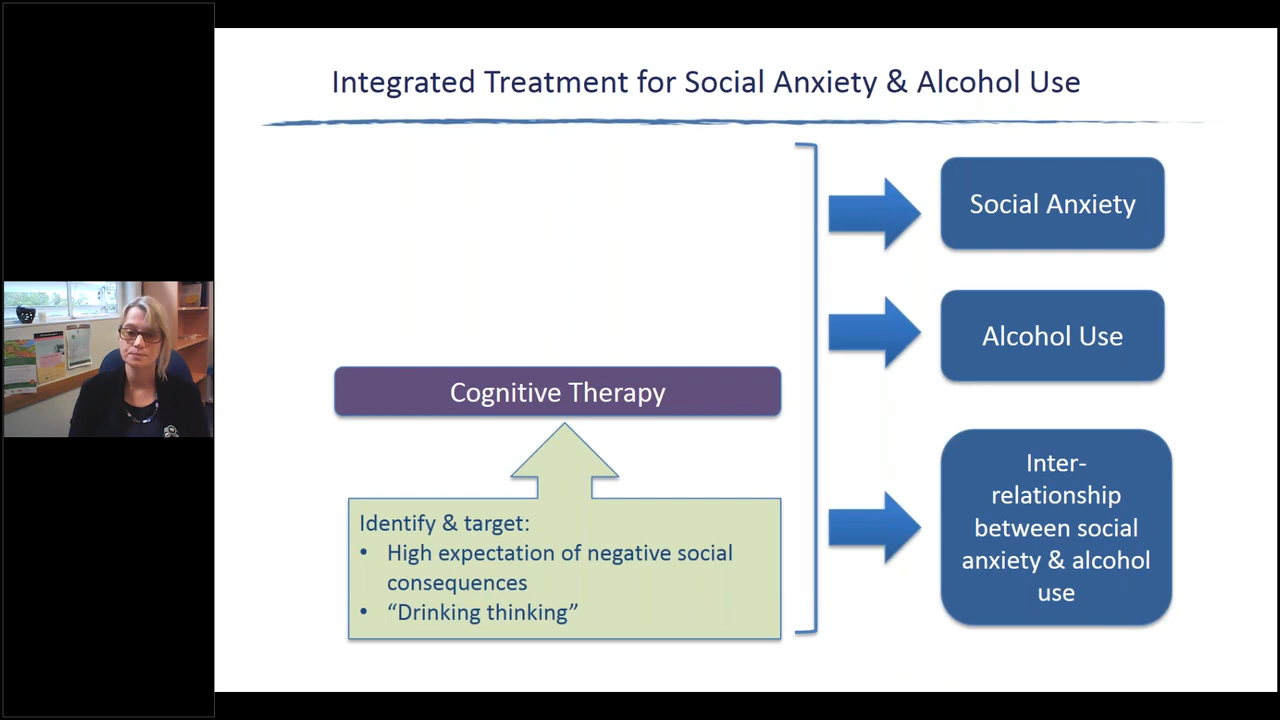 Integrated Treatment for Social Anxiety & Alcohol Use
Social Anxiety
Alcohol Use
Cognitive Therapy
Identify & target:
• High expectation of negative social
consequences
• “Drinking thinking”
Inter-
relationship
between social
anxiety & alcohol
use